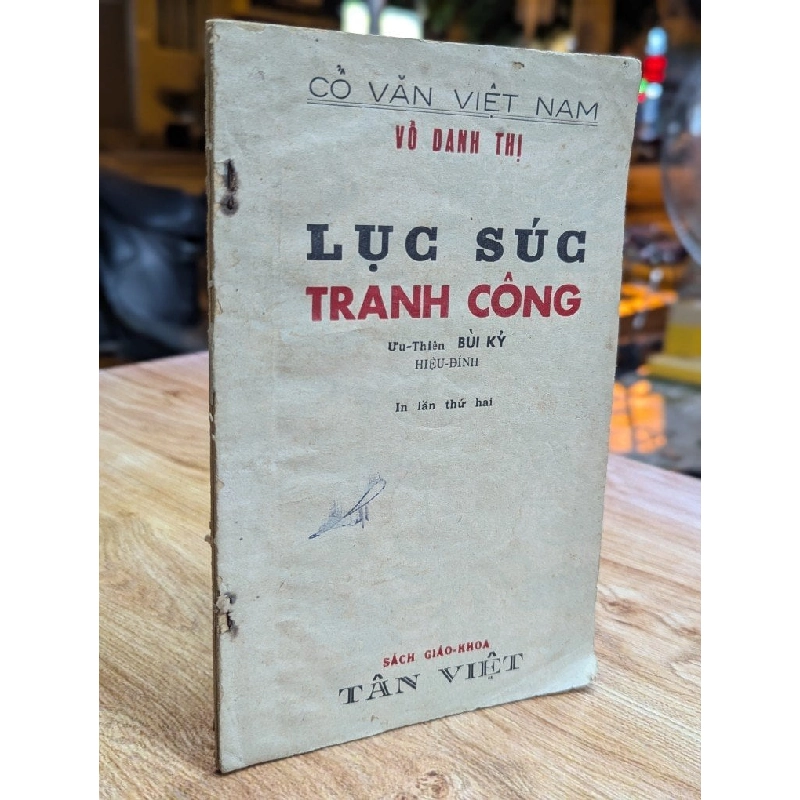 CỔ VĂN VIỆT NAM
VÔ DANH THỊ
LỤC SÚC
TRANH CÔNG
Ưu-Thiên BÙI KỶ
HIỆU-ĐÍNH
In lần thứ hai
SÁCH GIÁO-KHOA
TÂN VIỆT